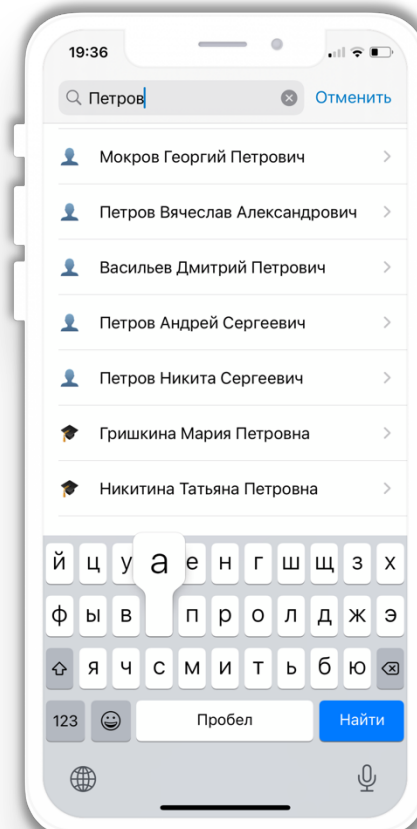 19:36
Петров Отменить
Мокров Георгий Петрович
Петров Вячеслав Александрович
Васильев Дмитрий Петрович
Петров Андрей Сергеевич
Петров Никита Сергеевич
Гришкина Мария Петровна
Никитина Татьяна Петровна
й ц у а е н г ш щ з х
ф ы в п р о л д ж э
я ч с м и т ь б ю
123 Пробел Найти